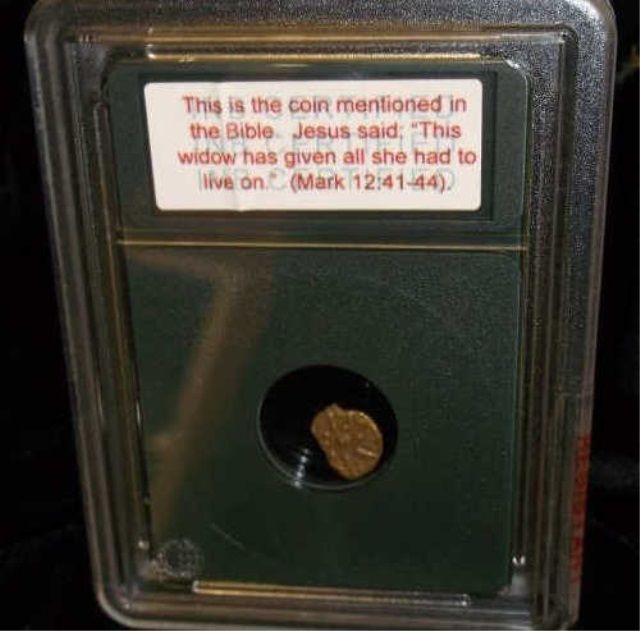 This is the coin mentioned in
the Bible. Jesus said: "This
widow has given all she had to
live on." (Mark 12:41-44).